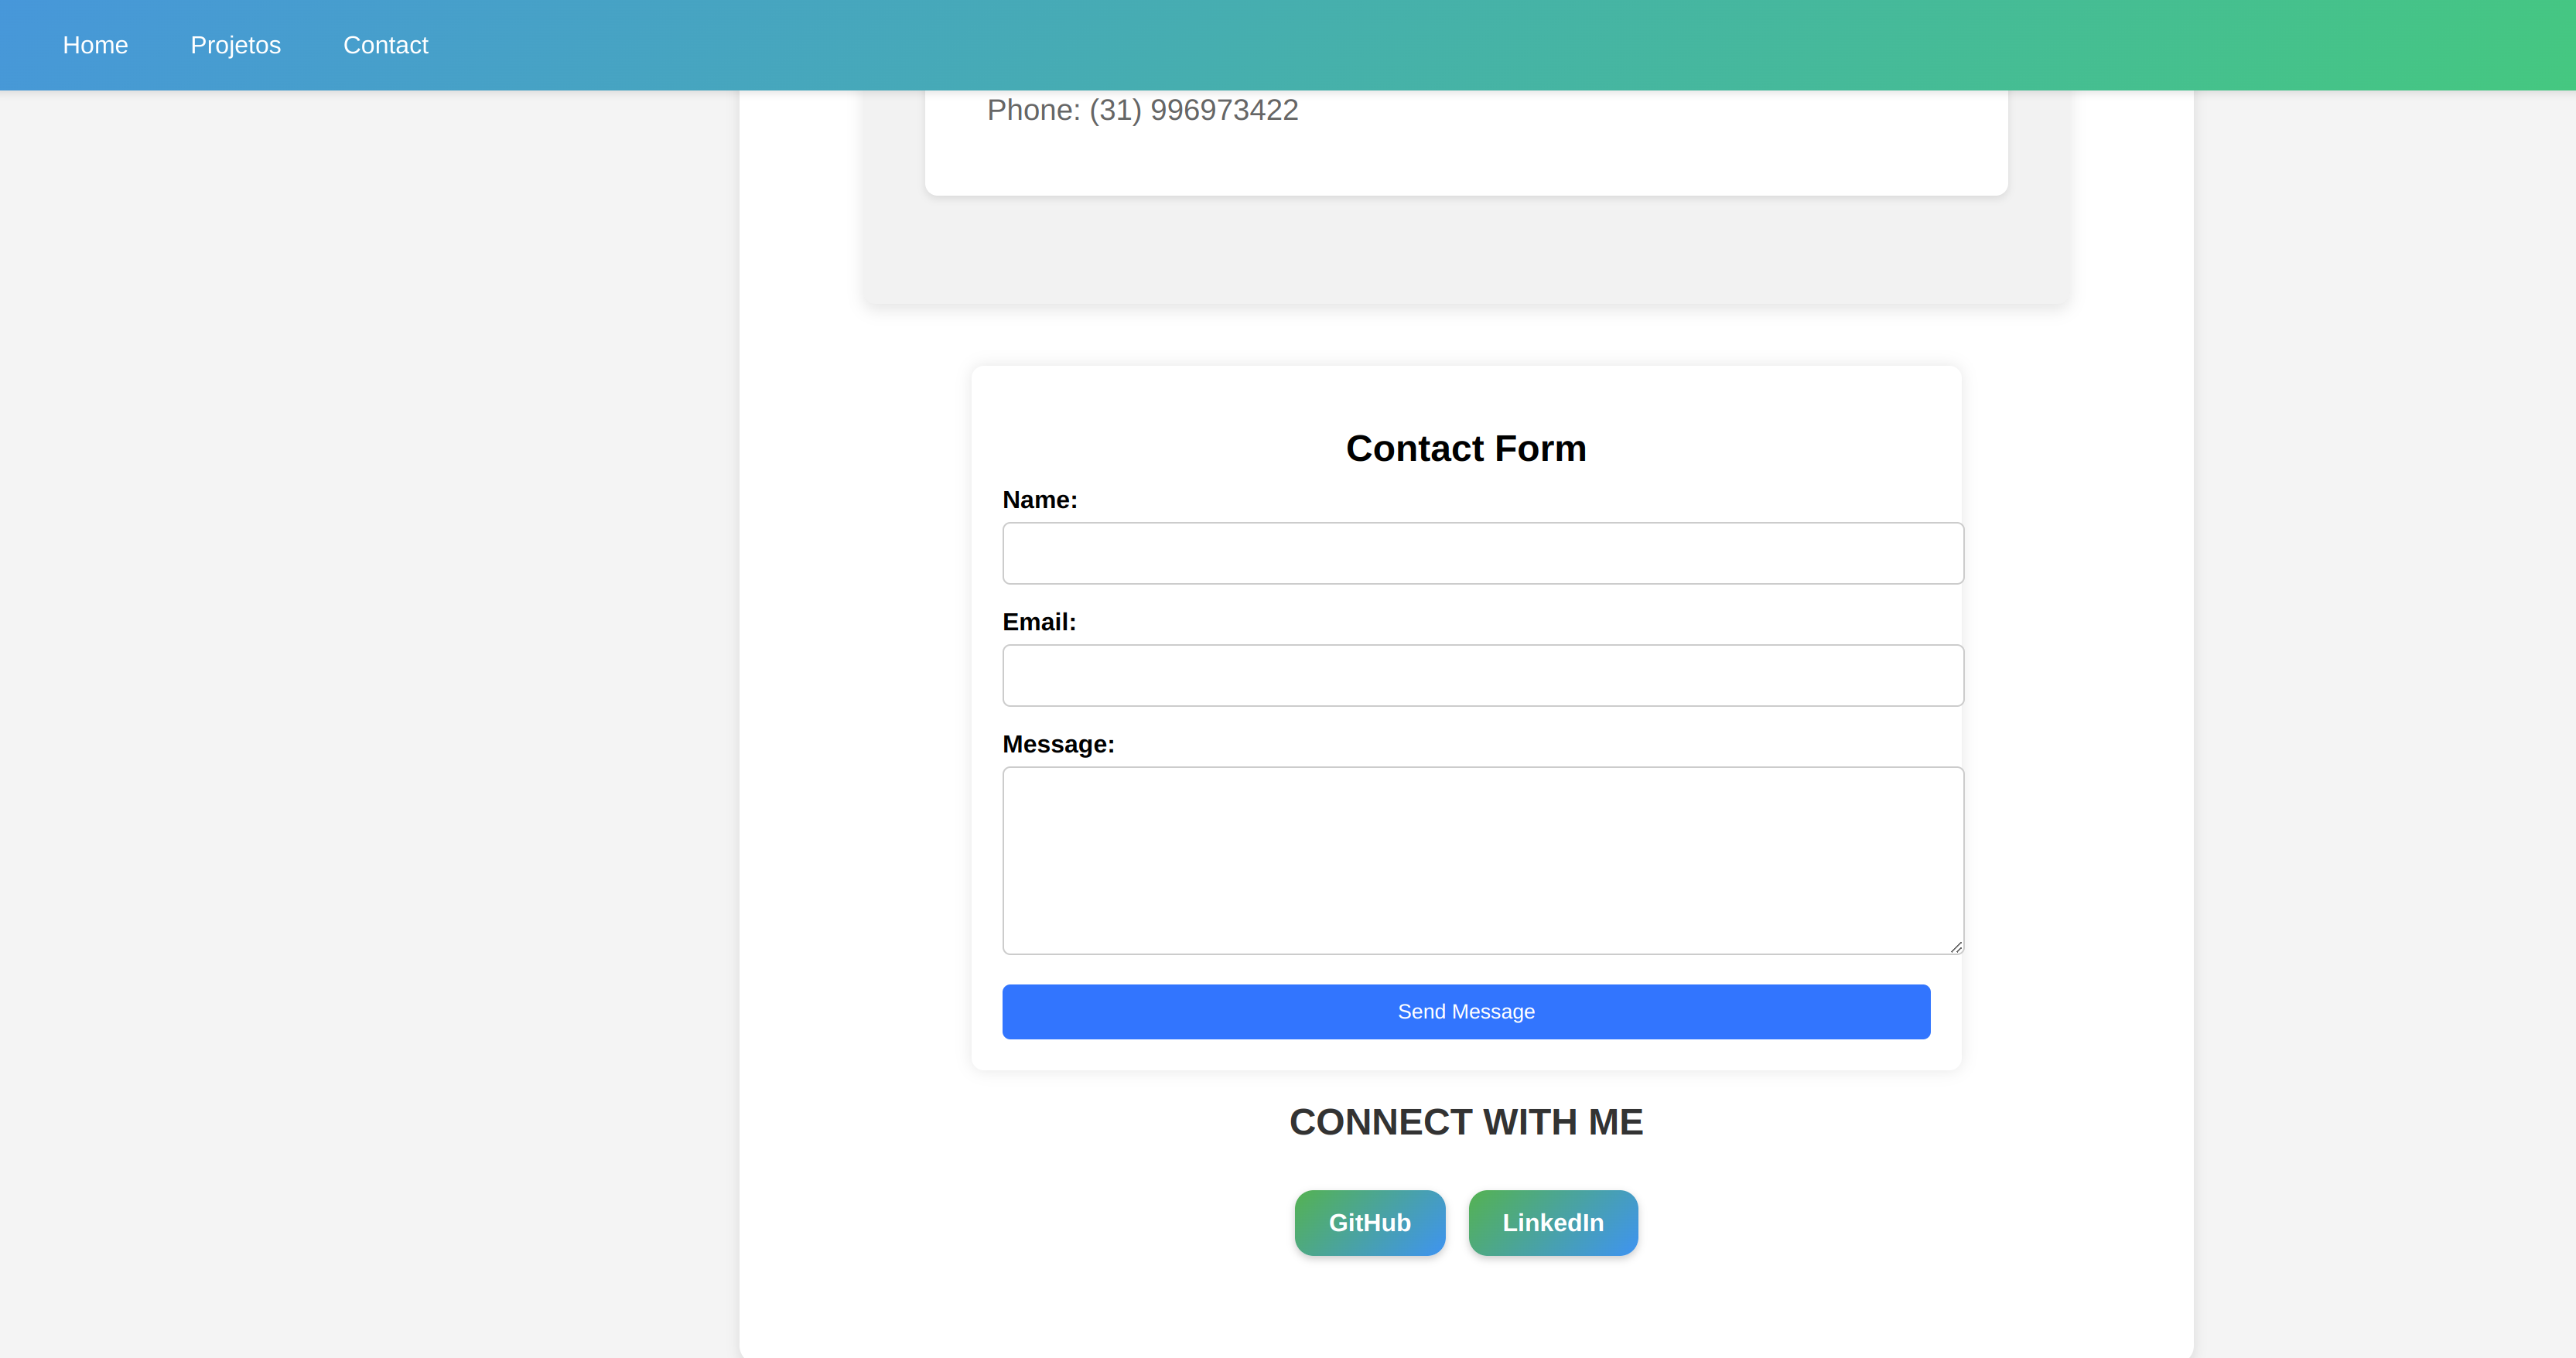 Home Projetos Contact
Phone: (31) 996973422
Contact Form
Name:
Email:
Message:
Send Message
CONNECT WITH ME
GitHub LinkedIn